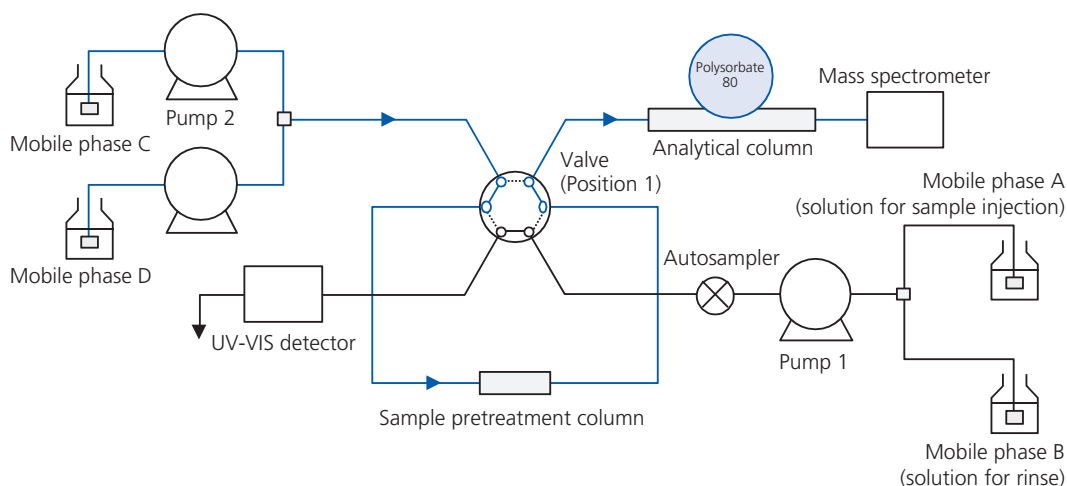 Polysorbate
80
Mass spectrometer
Pump 2
Mobile phase C
Analytical column
Valve
(Position 1)
Mobile phase A
(solution for sample injection)
Mobile phase D
Autosampler
UV-VIS detector
Pump 1
Sample pretreatment column
Mobile phase B
(solution for rinse)